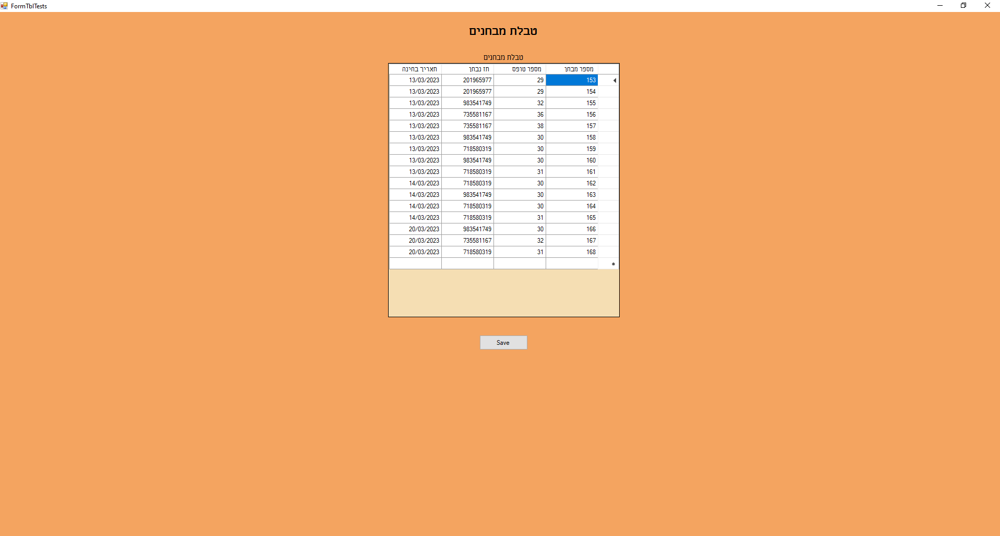 FormTblTests
טבלת מבחנים
טבלת מבחנים
מספר מבחן מספר טופס תז נבחן תאריך בחינה
153 29 201965977 13/03/2023
154 29 201965977 13/03/2023
155 32 983541749 13/03/2023
156 36 735581167 13/03/2023
157 38 735581167 13/03/2023
158 30 983541749 13/03/2023
159 30 718580319 13/03/2023
160 30 983541749 13/03/2023
161 31 718580319 13/03/2023
162 30 718580319 14/03/2023
163 30 983541749 14/03/2023
164 30 718580319 14/03/2023
165 31 718580319 14/03/2023
166 30 983541749 20/03/2023
167 32 735581167 20/03/2023
168 31 718580319 20/03/2023
Save